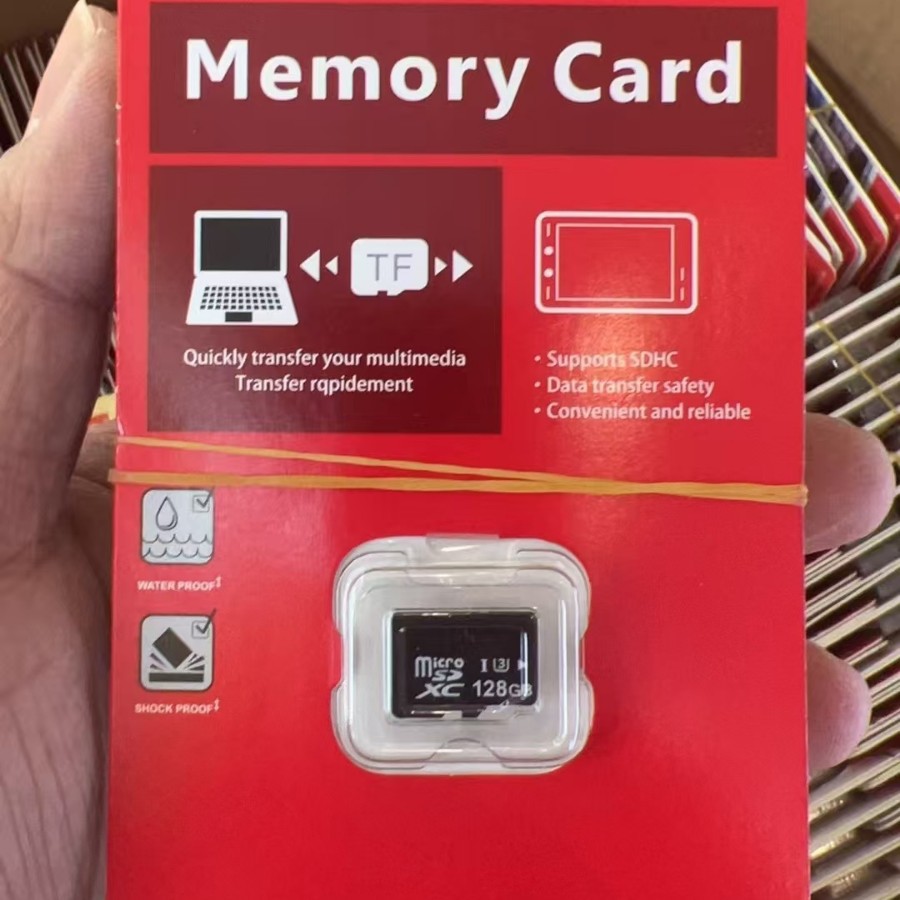 Memory Card
TF
Quickly transfer your multimedia
Transfer rqpidement
• Supports SDHC
• Data transfer safety
• Convenient and reliable
WATER PROOF‡
SHOCK PROOF‡
micro SD XC I U3
128GB